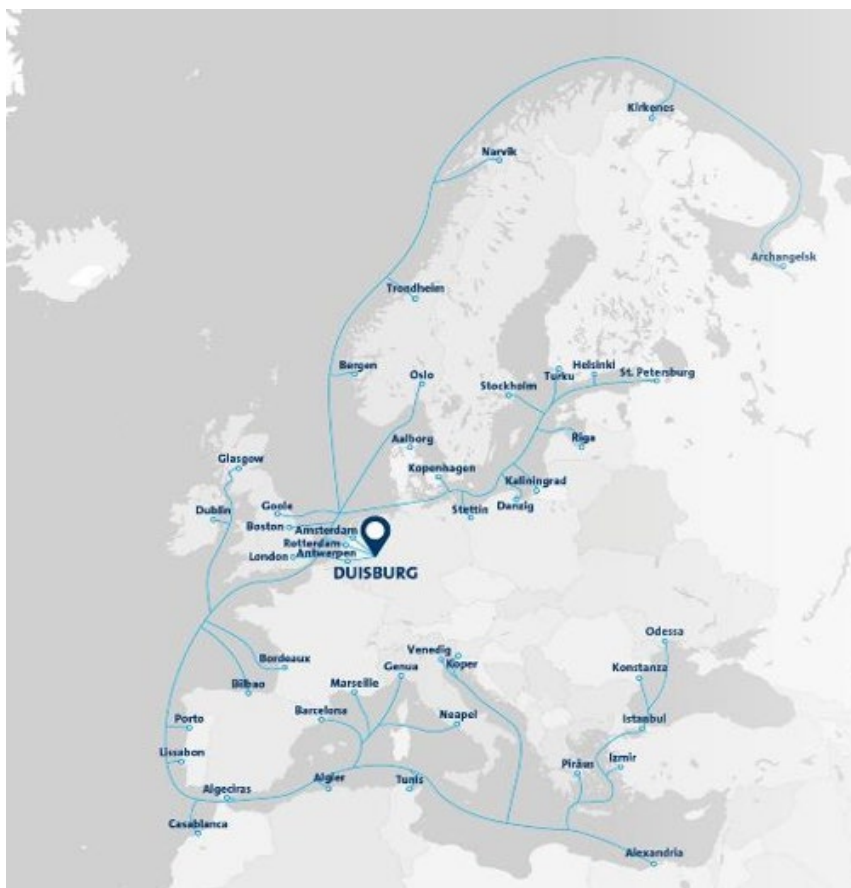 Kirkenes
Narvik
Archangelsk
Trondheim
Bergen
Oslo
Turku
Helsinki
St. Petersburg
Stockholm
Aalborg
Riga
Glasgow
Kopenhagen
Kaliningrad
Danzig
Stettin
Goole
Dublin
Boston
Amsterdam
Rotterdam
London
Antwerpen
DUISBURG
Odessa
Venedig
Koper
Bordeaux
Genua
Konstanza
Bilbao
Marseille
Barcelona
Neapel
Istanbul
Porto
Lissabon
Piräus
Izmir
Algier
Tunis
Algeciras
Casablanca
Alexandria